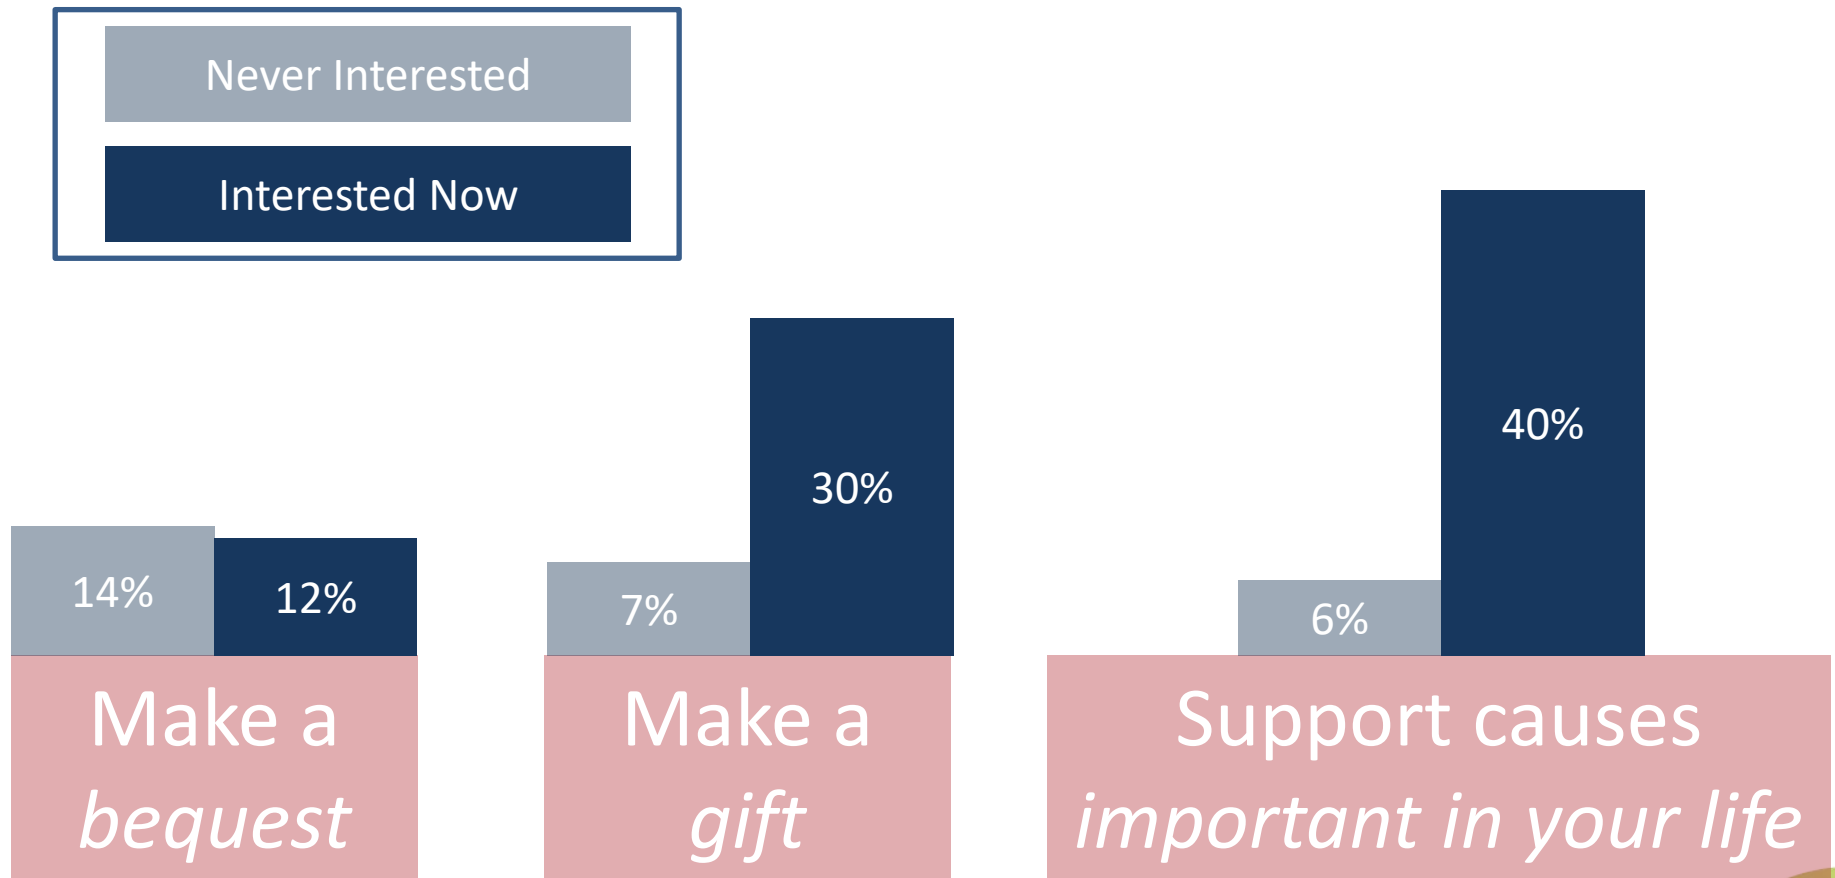 Never Interested
Interested Now
14%
12%
7%
30%
6%
40%
Make a
bequest
Make a
gift
Support causes
important in your life